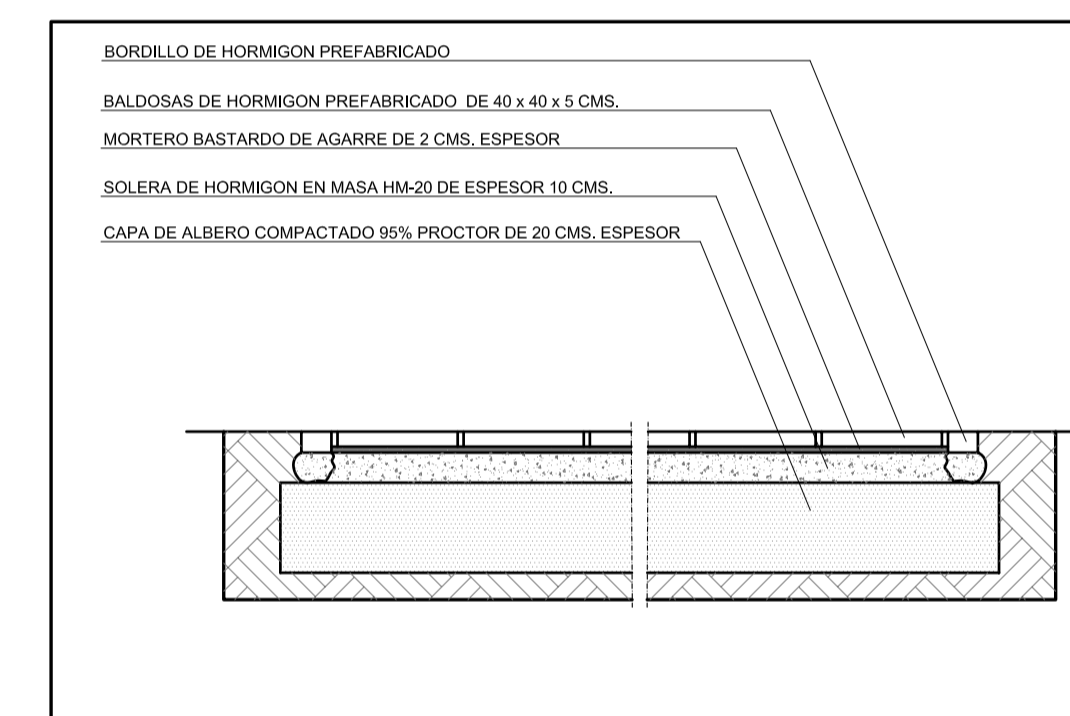 BORDILLO DE HORMIGON PREFABRICADO
BALDOSAS DE HORMIGON PREFABRICADO DE 40 x 40 x 5 CMS.
MORTERO BASTARDO DE AGARRE DE 2 CMS. ESPESOR
SOLERA DE HORMIGON EN MASA HM-20 DE ESPESOR 10 CMS.
CAPA DE ALBERO COMPACTADO 95% PROCTOR DE 20 CMS. ESPESOR